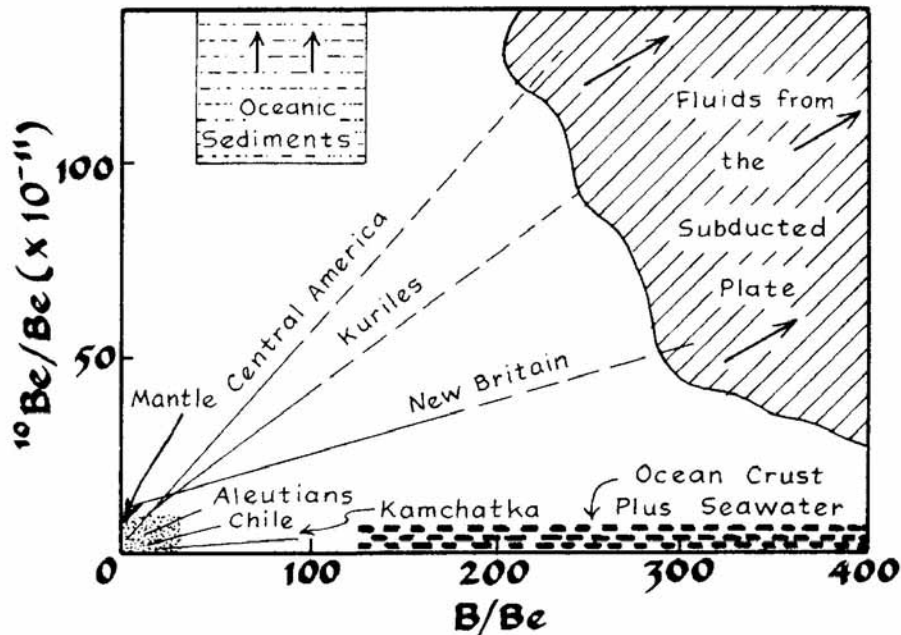 Oceanic
Sediments
Fluids from
the
Subducted
Plate
100
50
¹⁰Be/Be (x 10⁻¹¹)
Central America
Kuriles
New Britain
Mantle
Aleutians
Chile
Kamchatka
Ocean Crust
Plus Seawater
0 100 200 300 400
B/Be